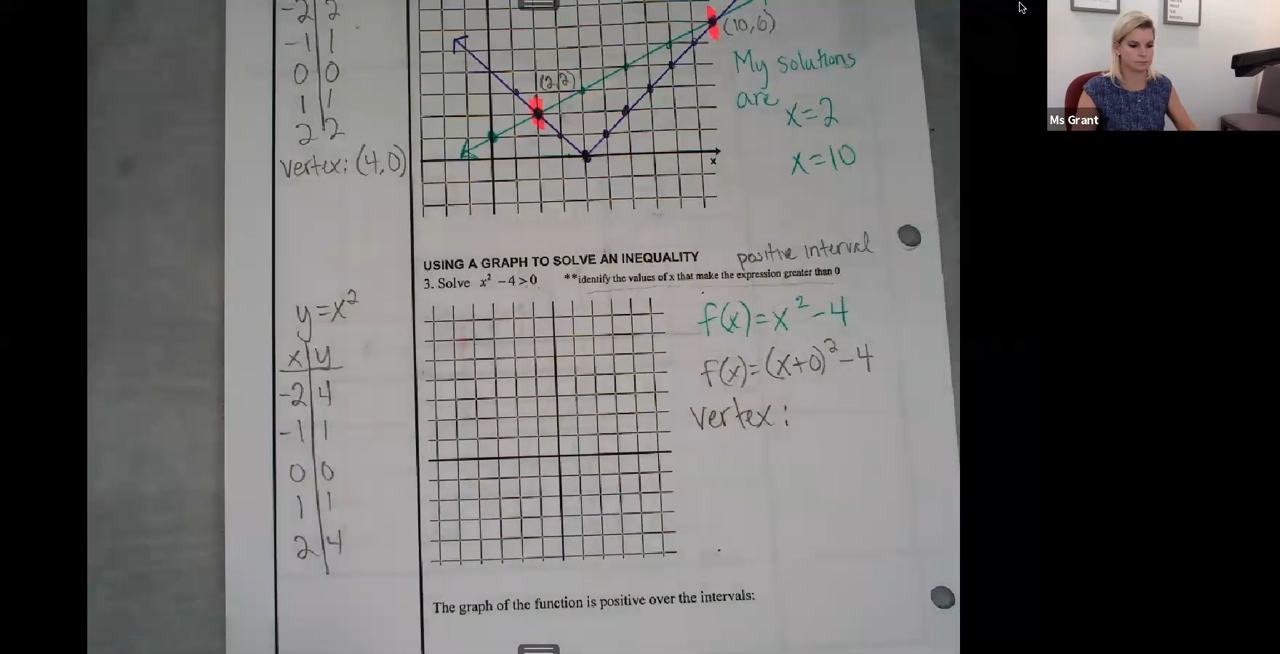 -2 2
-1 1
0 0
1 1
2 2
vertex: (4,0)
(10,6)
(2,2)
My solutions
are x=2
x=10
x
Ms Grant
USING A GRAPH TO SOLVE AN INEQUALITY positive interval
3. Solve x² - 4 > 0 **identify the values of x that make the expression greater than 0
y=x²
x y
-2 4
-1 1
0 0
1 1
2 4
f(x)=x²-4
f(x)=(x+0)²-4
vertex:
The graph of the function is positive over the intervals: